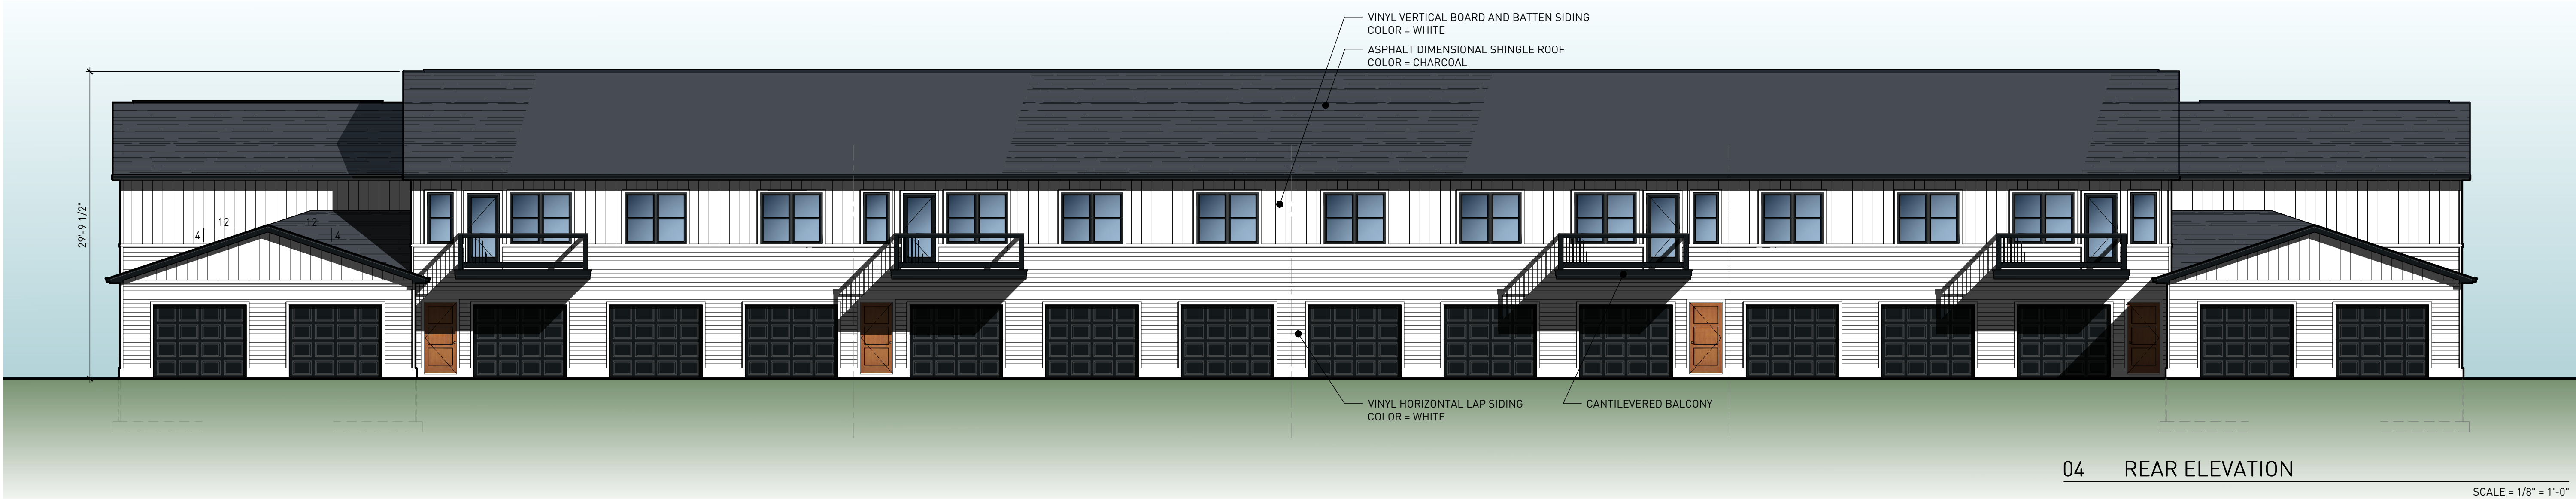 VINYL VERTICAL BOARD AND BATTEN SIDING
COLOR = WHITE
ASPHALT DIMENSIONAL SHINGLE ROOF
COLOR = CHARCOAL
29'-9 1/2"
12
4
12
4
VINYL HORIZONTAL LAP SIDING
COLOR = WHITE
CANTILEVERED BALCONY
04 REAR ELEVATION
SCALE = 1/8" = 1'-0"